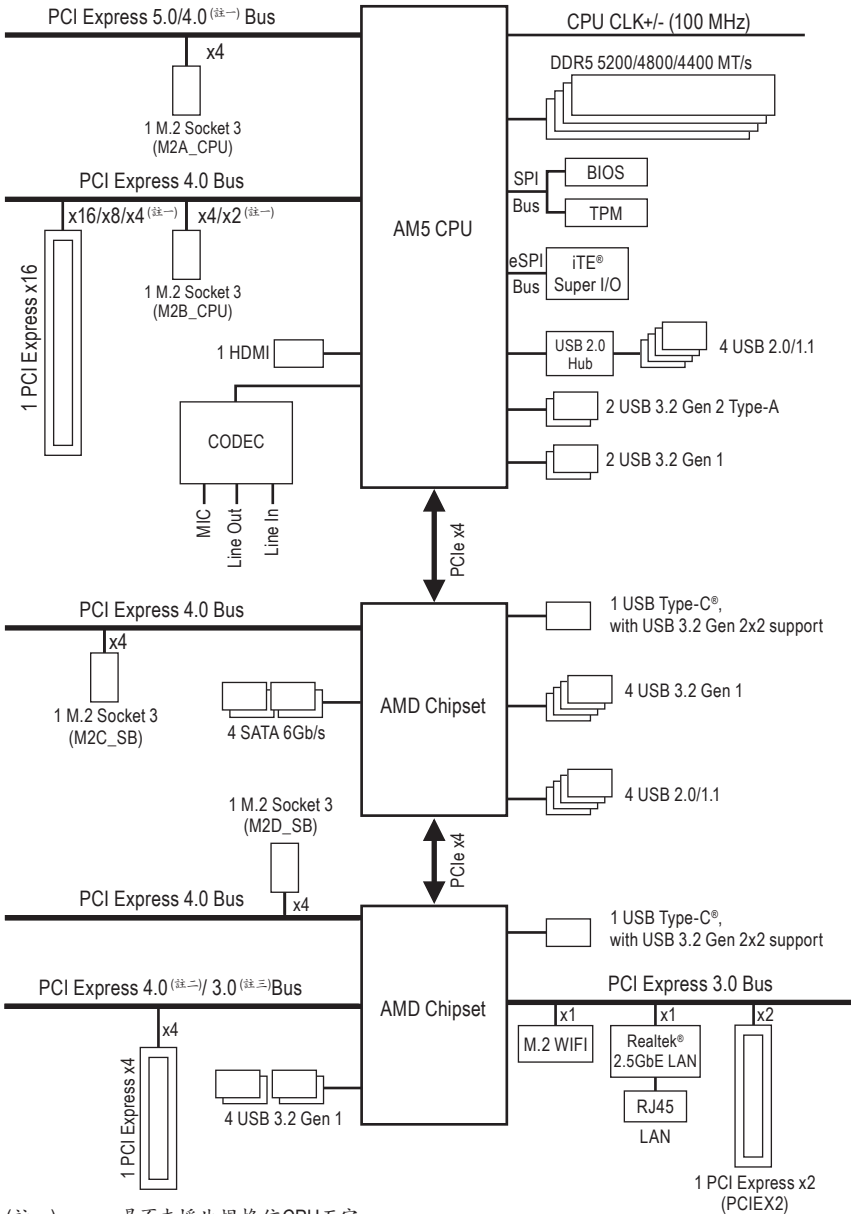 PCI Express 5.0/4.0 (註一) Bus
x4
1 M.2 Socket 3
(M2A_CPU)
CPU CLK+/- (100 MHz)
DDR5 5200/4800/4400 MT/s
PCI Express 4.0 Bus
x16/x8/x4 (註一)
x4/x2 (註一)
1 PCI Express x16
1 M.2 Socket 3
(M2B_CPU)
AM5 CPU
SPI
Bus
BIOS
TPM
eSPI
Bus
iTE®
Super I/O
1 HDMI
USB 2.0
Hub
4 USB 2.0/1.1
CODEC
2 USB 3.2 Gen 2 Type-A
2 USB 3.2 Gen 1
MIC
Line Out
Line In
PCIe x4
PCI Express 4.0 Bus
x4
1 M.2 Socket 3
(M2C_SB)
4 SATA 6Gb/s
AMD Chipset
1 USB Type-C®,
with USB 3.2 Gen 2x2 support
4 USB 3.2 Gen 1
4 USB 2.0/1.1
1 M.2 Socket 3
(M2D_SB)
PCIe x4
PCI Express 4.0 Bus
x4
1 USB Type-C®,
with USB 3.2 Gen 2x2 support
PCI Express 4.0 (註二)/ 3.0 (註三)Bus
x4
1 PCI Express x4
4 USB 3.2 Gen 1
AMD Chipset
PCI Express 3.0 Bus
x1
x1
x2
M.2 WIFI
Realtek®
2.5GbE LAN
RJ45
LAN
1 PCI Express x2
(PCIEX2)